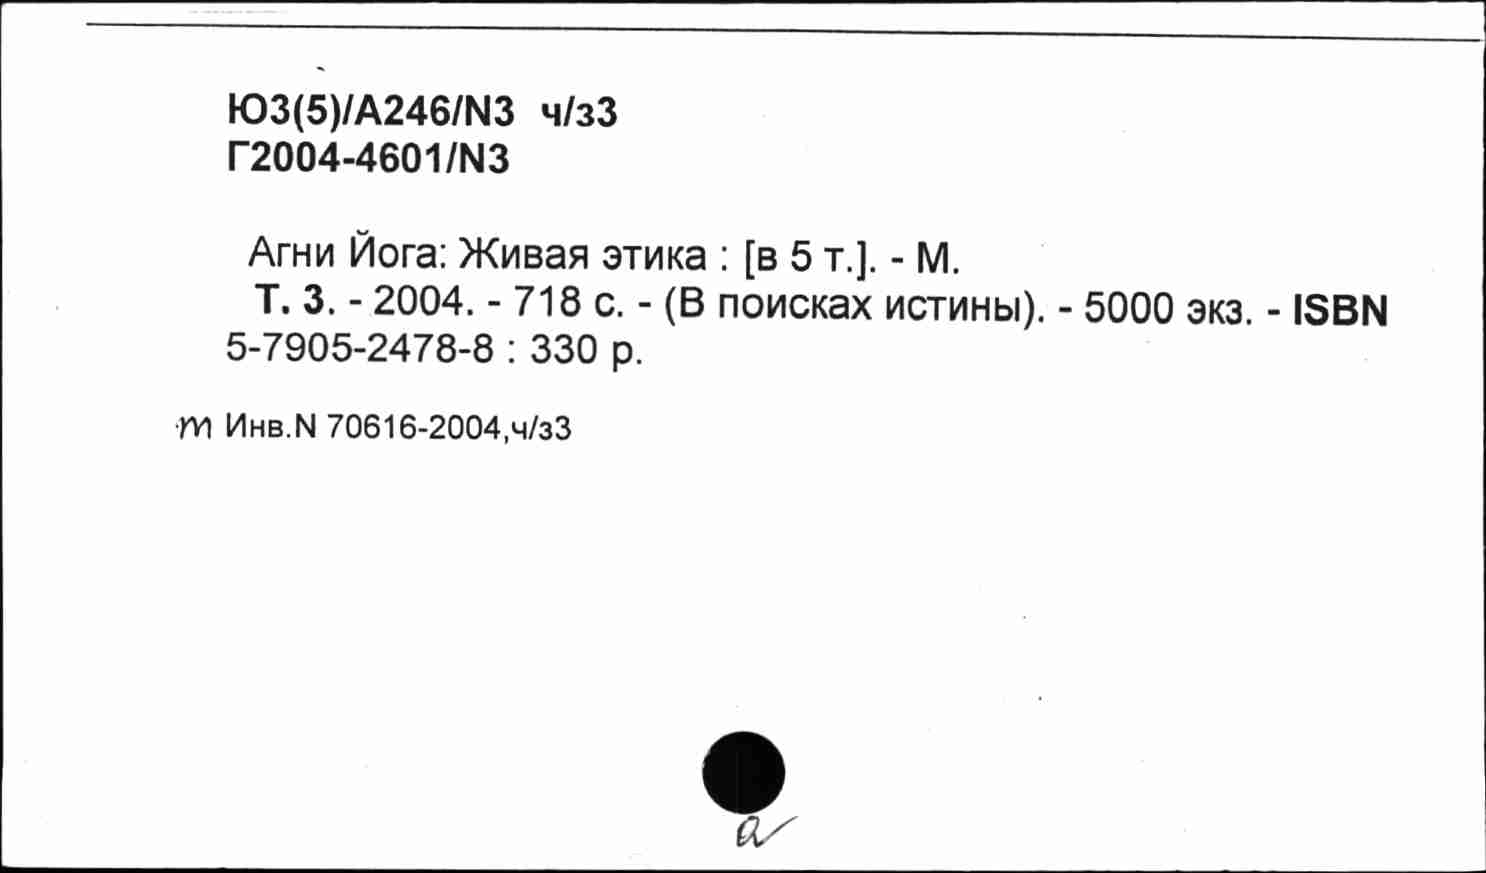 Ю3(5)/А246/N3 ч/з3
Г2004-4601/N3
Агни Йога: Живая этика : [в 5 т.]. - М.
Т. 3. - 2004. - 718 с. - (В поисках истины). - 5000 экз. - ISBN
5-7905-2478-8 : 330 р.
т Инв.N 70616-2004,ч/з3
а